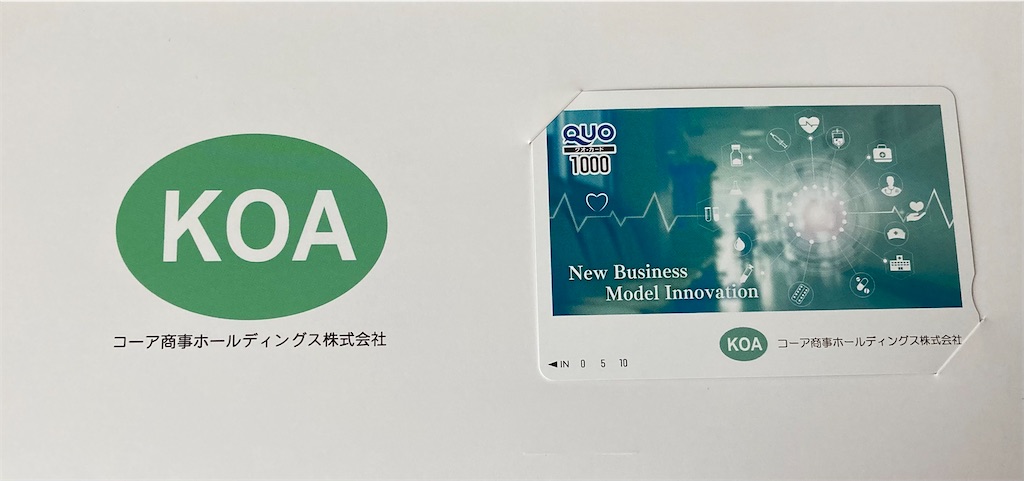 KOA
コーア商事ホールディングス株式会社
QUO
クオ・カード
1000
New Business
Model Innovation
KOA コーア商事ホールディングス株式会社
◀IN 0 5 10